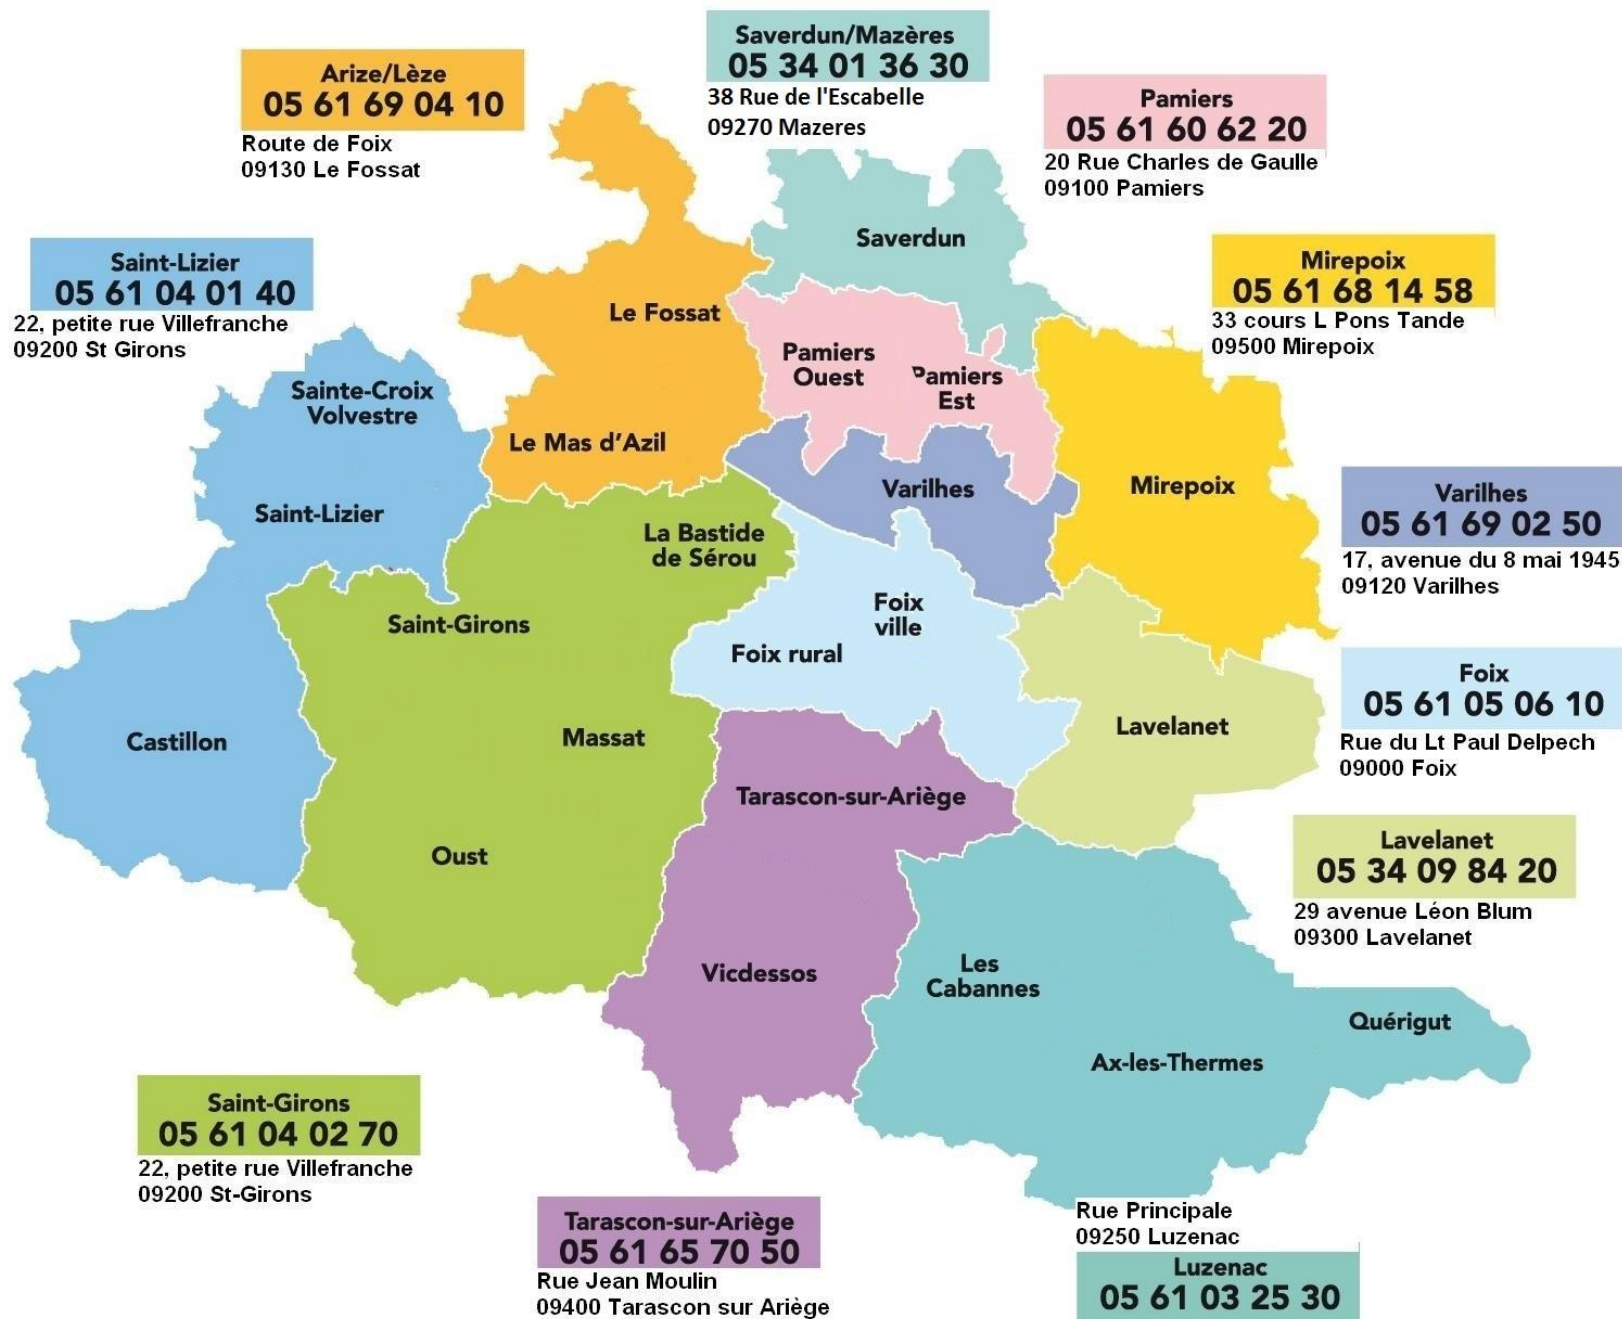 Saverdun/Mazères
05 34 01 36 30
38 Rue de l'Escabelle
09270 Mazeres
Arize/Lèze
05 61 69 04 10
Route de Foix
09130 Le Fossat
Pamiers
05 61 60 62 20
20 Rue Charles de Gaulle
09100 Pamiers
Saint-Lizier
05 61 04 01 40
22, petite rue Villefranche
09200 St Girons
Mirepoix
05 61 68 14 58
33 cours L Pons Tande
09500 Mirepoix
Saverdun
Le Fossat
Pamiers
Ouest
Pamiers
Est
Sainte-Croix
Volvestre
Le Mas d'Azil
Saint-Lizier
Varilhes
Mirepoix
Varilhes
05 61 69 02 50
17, avenue du 8 mai 1945
09120 Varilhes
La Bastide
de Sérou
Saint-Girons
Foix
ville
Foix rural
Foix
05 61 05 06 10
Rue du Lt Paul Delpech
09000 Foix
Castillon
Massat
Lavelanet
Tarascon-sur-Ariège
Oust
Lavelanet
05 34 09 84 20
29 avenue Léon Blum
09300 Lavelanet
Vicdessos
Les
Cabannes
Quérigut
Ax-les-Thermes
Saint-Girons
05 61 04 02 70
22, petite rue Villefranche
09200 St-Girons
Tarascon-sur-Ariège
05 61 65 70 50
Rue Jean Moulin
09400 Tarascon sur Ariège
Rue Principale
09250 Luzenac
Luzenac
05 61 03 25 30